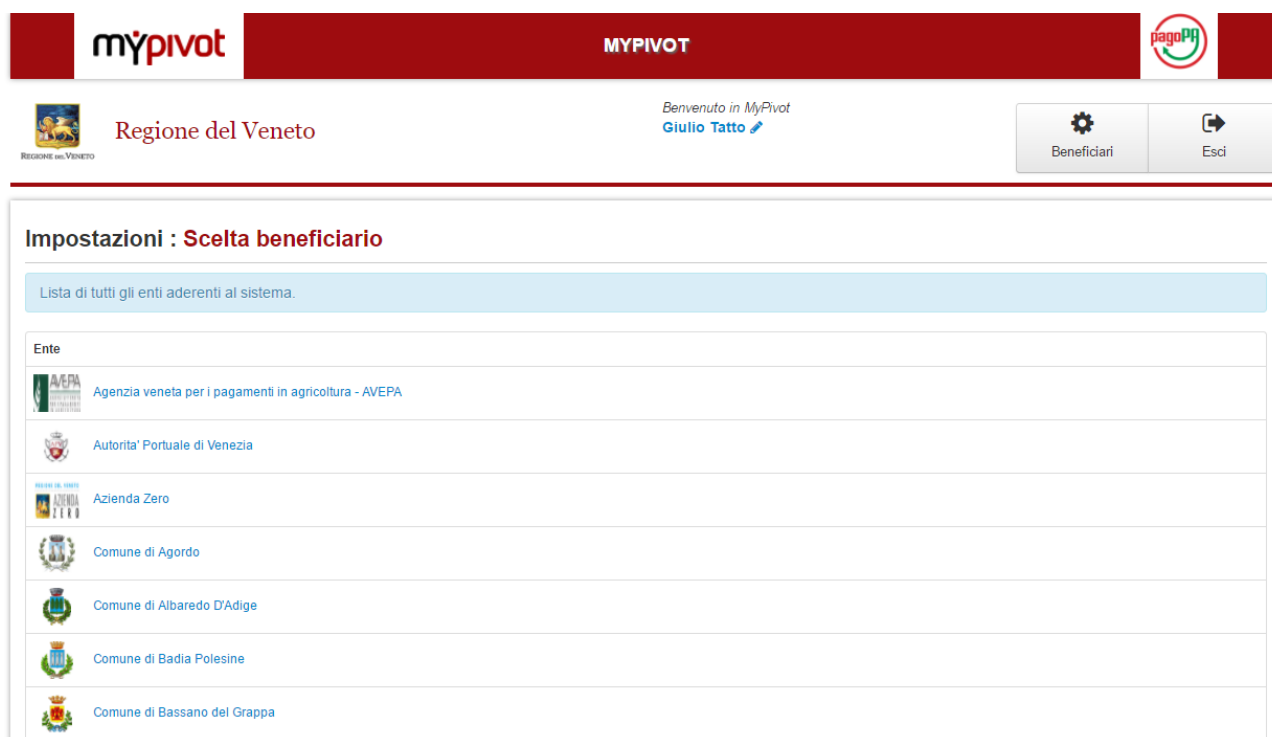 mypivot
MYPIVOT
pagoPA
REGIONE DEL VENETO
Regione del Veneto
Benvenuto in MyPivot
Giulio Tatto
Beneficiari
Esci
Impostazioni : Scelta beneficiario
Lista di tutti gli enti aderenti al sistema.
Ente
AVEPA
Agenzia veneta per i pagamenti in agricoltura - AVEPA
Autorita' Portuale di Venezia
REGIONE DEL VENETO
AZIENDA
ZERO
Azienda Zero
Comune di Agordo
Comune di Albaredo D'Adige
Comune di Badia Polesine
Comune di Bassano del Grappa